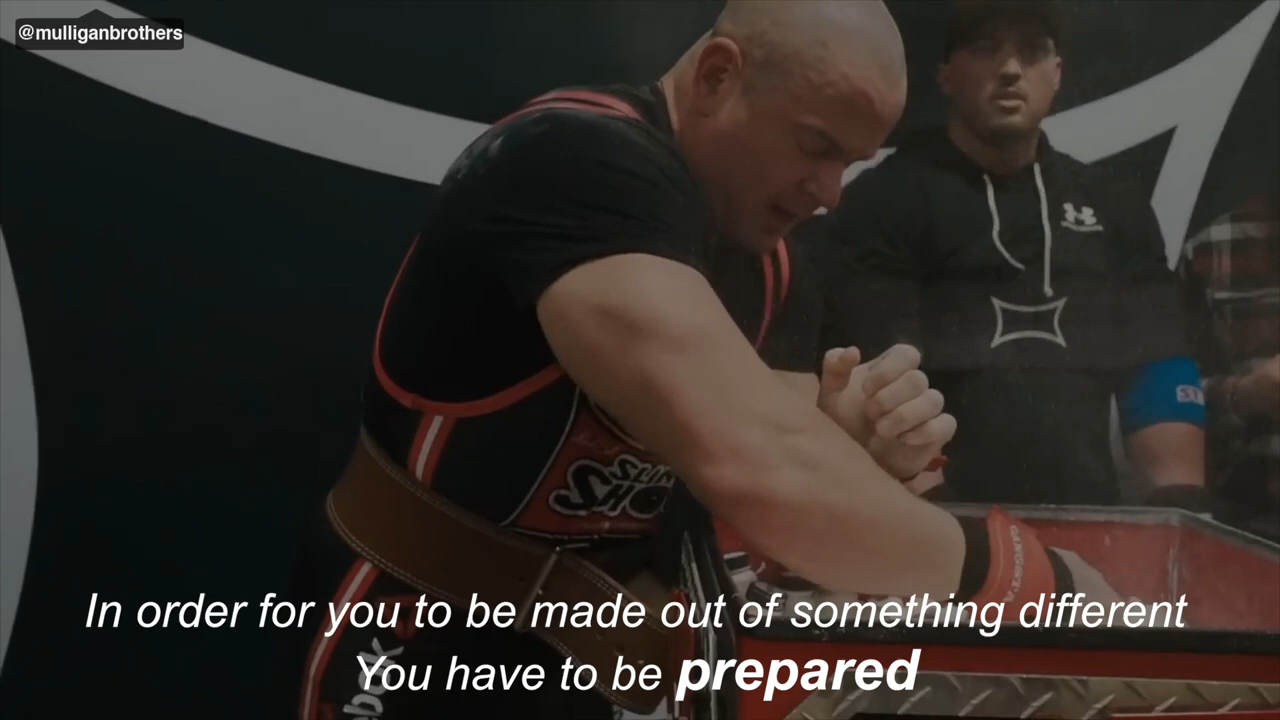 @mulliganbrothers
In order for you to be made out of something different
You have to be prepared